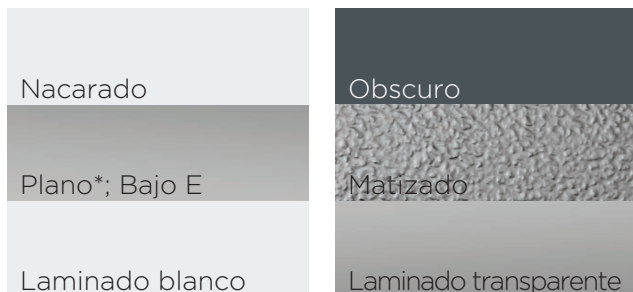 Nacarado
Obscuro
Plano*; Bajo E
Matizado
Laminado blanco
Laminado transparente